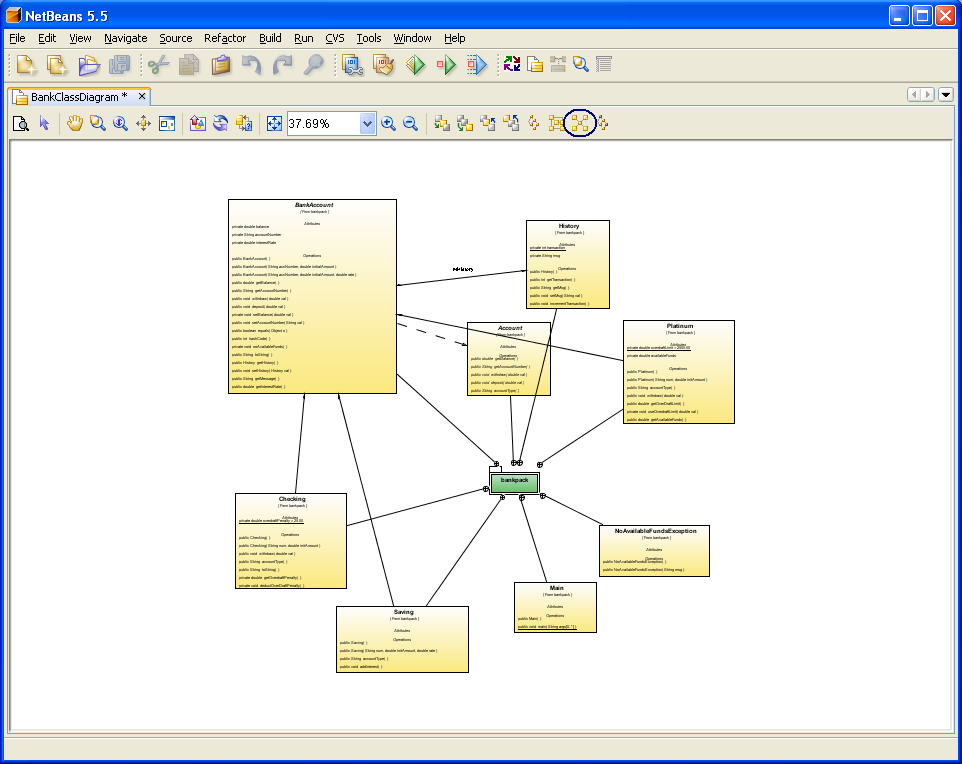 NetBeans 5.5
File Edit View Navigate Source Refactor Build Run CVS Tools Window Help
BankClassDiagram *
37.69%
BankAccount
{ From bankpack }
Attributes
private double balance
private String accountNumber
private double interestRate
Operations
public BankAccount( )
public BankAccount( String accNumber, double initialAmount )
public BankAccount( String accNumber, double initialAmount, double rate )
public double getBalance( )
public String getAccountNumber( )
public void withdraw( double val )
public void deposit( double val )
private void setBalance( double val )
public void setAccountNumber( String val )
public boolean equals( Object o )
public int hashCode( )
private void noAvailableFunds( )
public String toString( )
public History getHistory( )
public void setHistory( History val )
public String getMessage( )
public double getInterestRate( )
History
{ From bankpack }
Attributes
private int transaction
private String msg
Operations
public History( )
public int getTransaction( )
public String getMsg( )
public void setMsg( String val )
public void incrementTransaction( )
Account
{ From bankpack }
Attributes
Operations
public double getBalance( )
public String getAccountNumber( )
public void withdraw( double val )
public void deposit( double val )
public String accountType( )
Platinum
{ From bankpack }
Attributes
private double overdraftLimit = 2500.00
private double availableFunds
Operations
public Platinum( )
public Platinum( String num, double initAmount )
public String accountType( )
public void withdraw( double val )
public double getOverDraftLimit( )
private void useOverdraftLimit( double val )
public double getAvailableFunds( )
bankpack
Checking
{ From bankpack }
Attributes
private double overdraftPenalty = 20.00
Operations
public Checking( )
public Checking( String num, double initAmount )
public void withdraw( double val )
public String accountType( )
public String toString( )
private double getOverdraftPenalty( )
private void deductOverDraftPenalty( )
NoAvailableFundsException
{ From bankpack }
Attributes
Operations
public NoAvailableFundsException( )
public NoAvailableFundsException( String msg )
Main
{ From bankpack }
Attributes
Operations
public Main( )
public void main( String args[0..*] )
Saving
{ From bankpack }
Attributes
Operations
public Saving( )
public Saving( String num, double initAmount, double rate )
public String accountType( )
public void addInterest( )